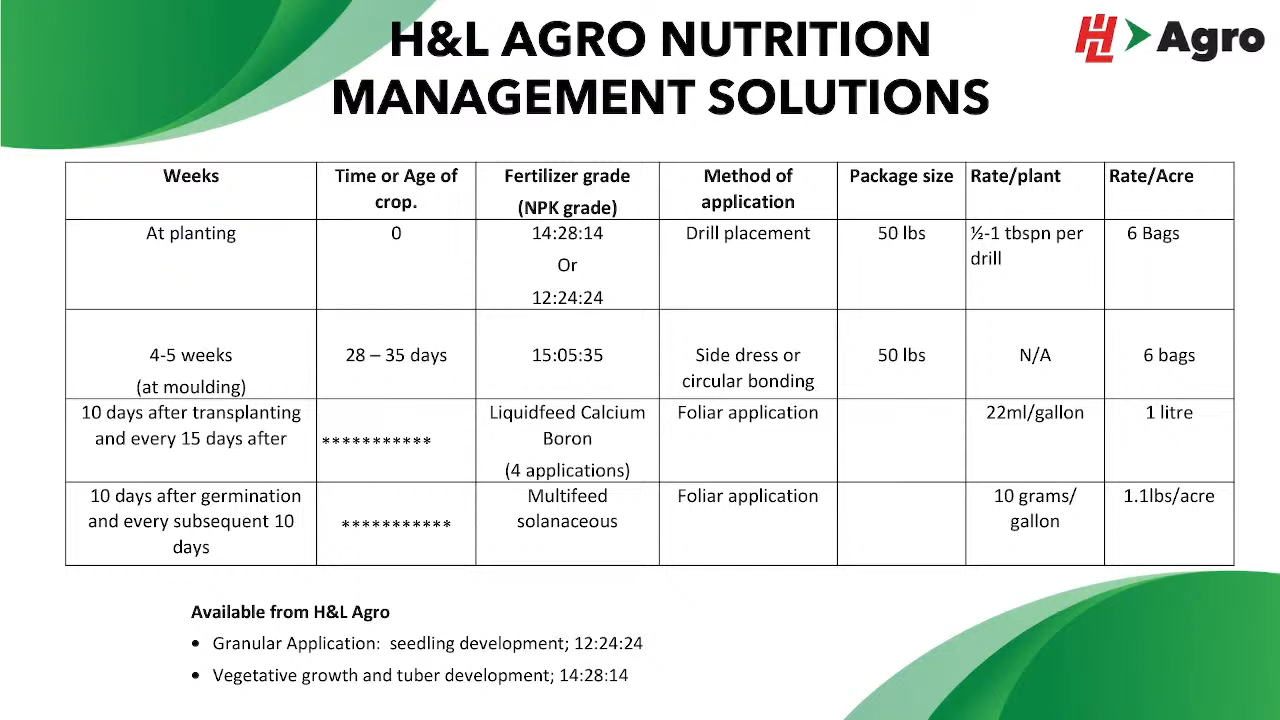 H&L AGRO NUTRITION
MANAGEMENT SOLUTIONS
HL Agro
Weeks
Time or Age of
crop.
Fertilizer grade
(NPK grade)
Method of
application
Package size
Rate/plant
Rate/Acre
At planting
0
14:28:14
Or
12:24:24
Drill placement
50 lbs
½-1 tbspn per
drill
6 Bags
4-5 weeks
(at moulding)
28 – 35 days
15:05:35
Side dress or
circular bonding
50 lbs
N/A
6 bags
10 days after transplanting
and every 15 days after
***********
Liquidfeed Calcium
Boron
(4 applications)
Foliar application
22ml/gallon
1 litre
10 days after germination
and every subsequent 10
days
***********
Multifeed
solanaceous
Foliar application
10 grams/
gallon
1.1lbs/acre
Available from H&L Agro
• Granular Application: seedling development; 12:24:24
• Vegetative growth and tuber development; 14:28:14